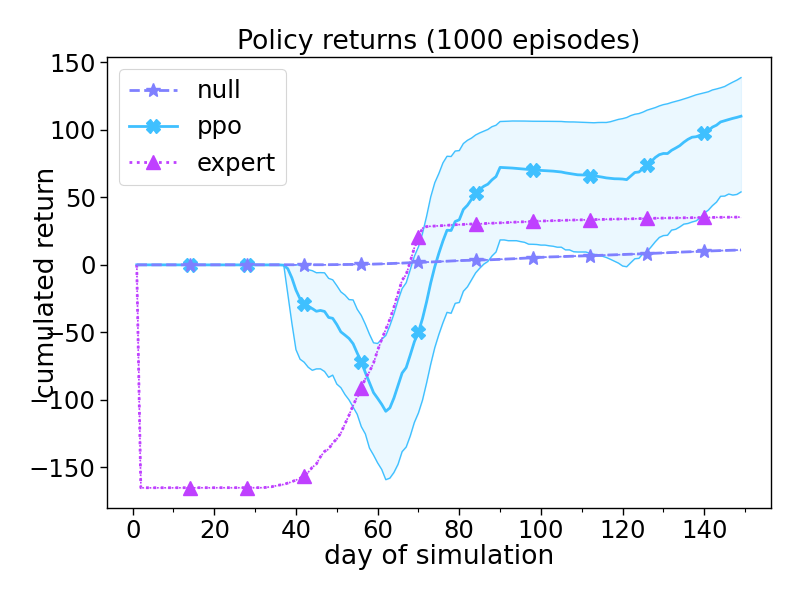 Policy returns (1000 episodes)
cumulated return
150
100
50
0
−50
−100
−150
null
ppo
expert
0 20 40 60 80 100 120 140
day of simulation